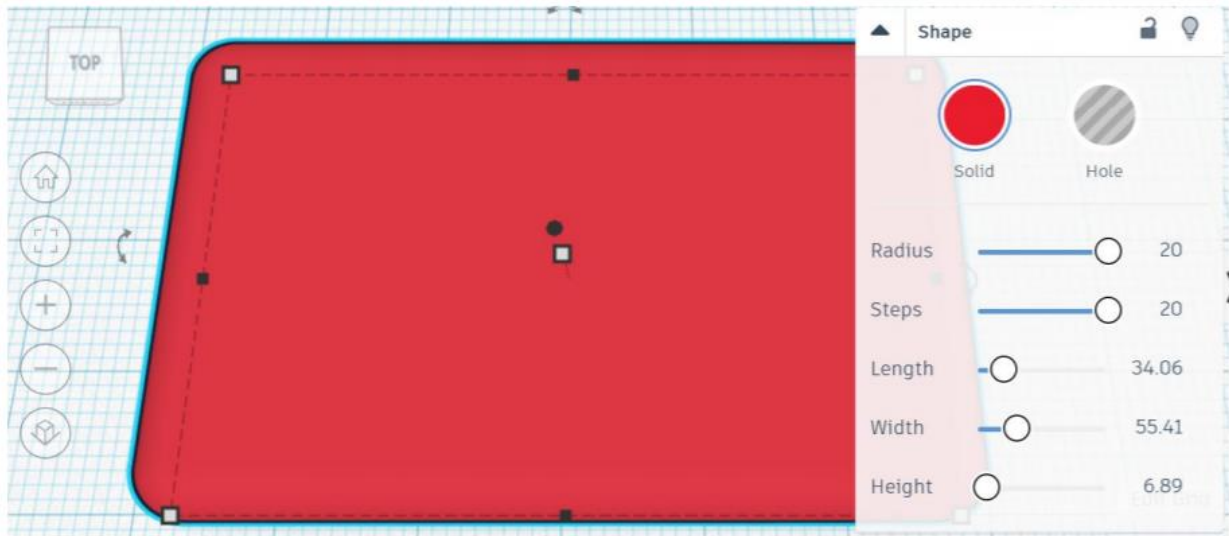 TOP
Shape
Solid Hole
Radius 20
Steps 20
Length 34.06
Width 55.41
Height 6.89